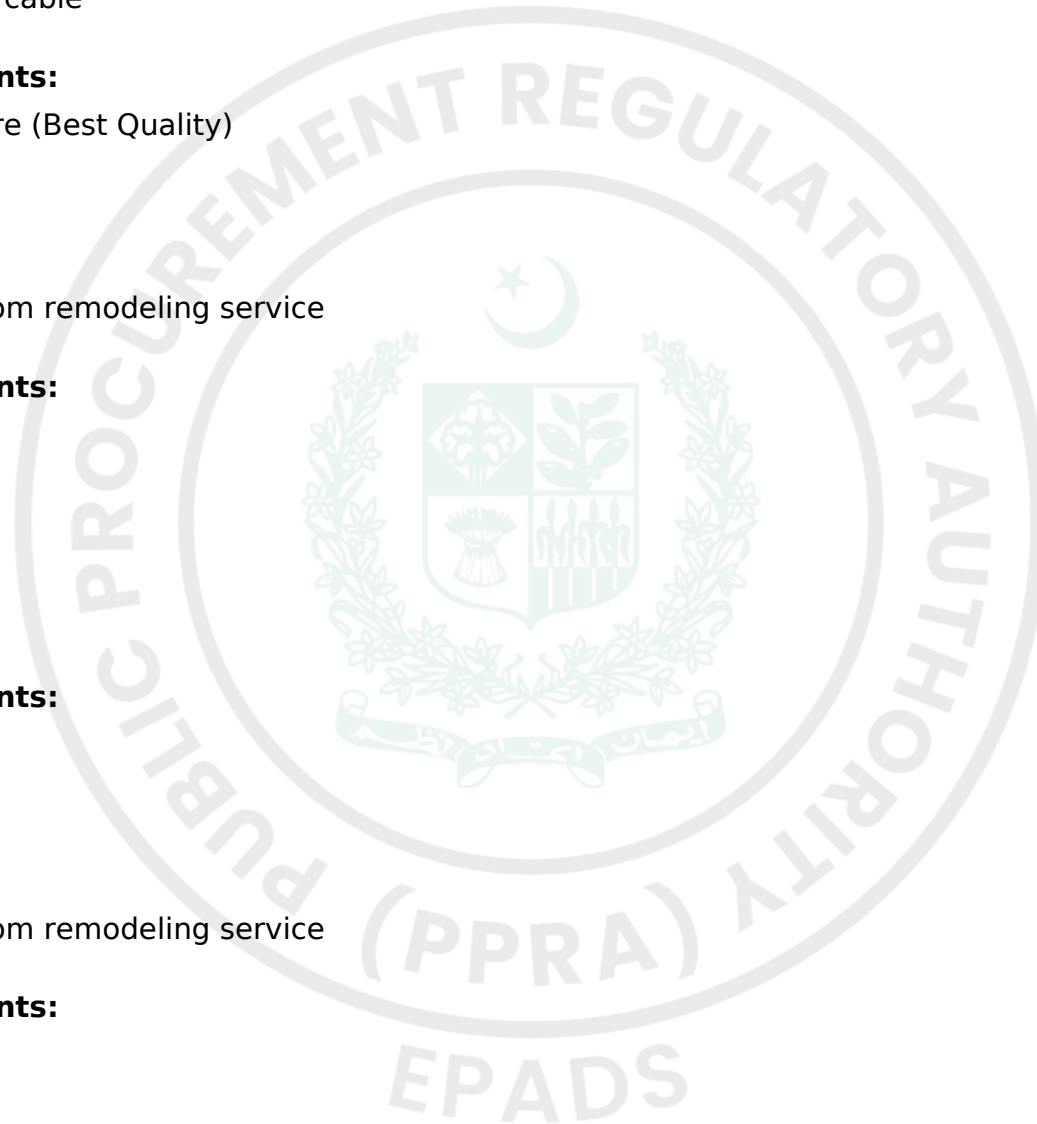 cable
nts:
re (Best Quality)
om remodeling service
nts:
nts:
om remodeling service
nts:
PUBLIC PROCUREMENT REGULATORY AUTHORITY
(PPRA)
EPADS